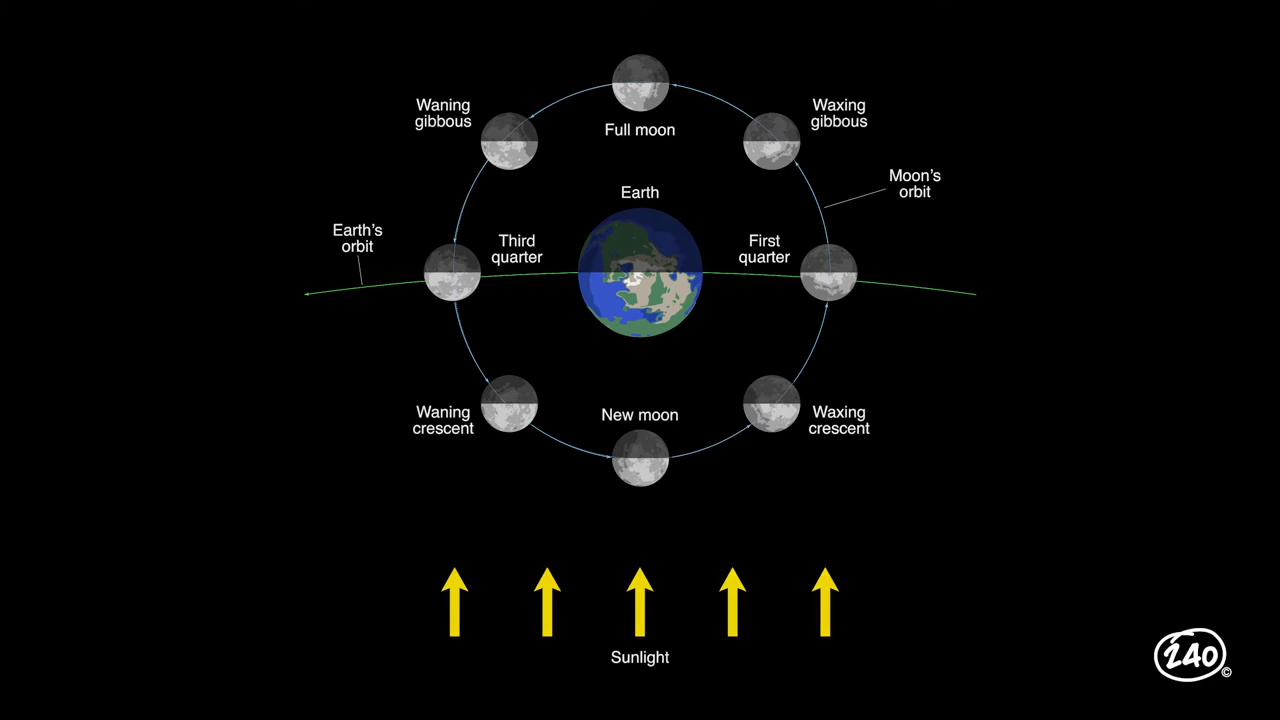 Full moon
Waning
gibbous
Waxing
gibbous
Earth
Moon's
orbit
Earth's
orbit
Third
quarter
First
quarter
Waning
crescent
New moon
Waxing
crescent
Sunlight
240
©